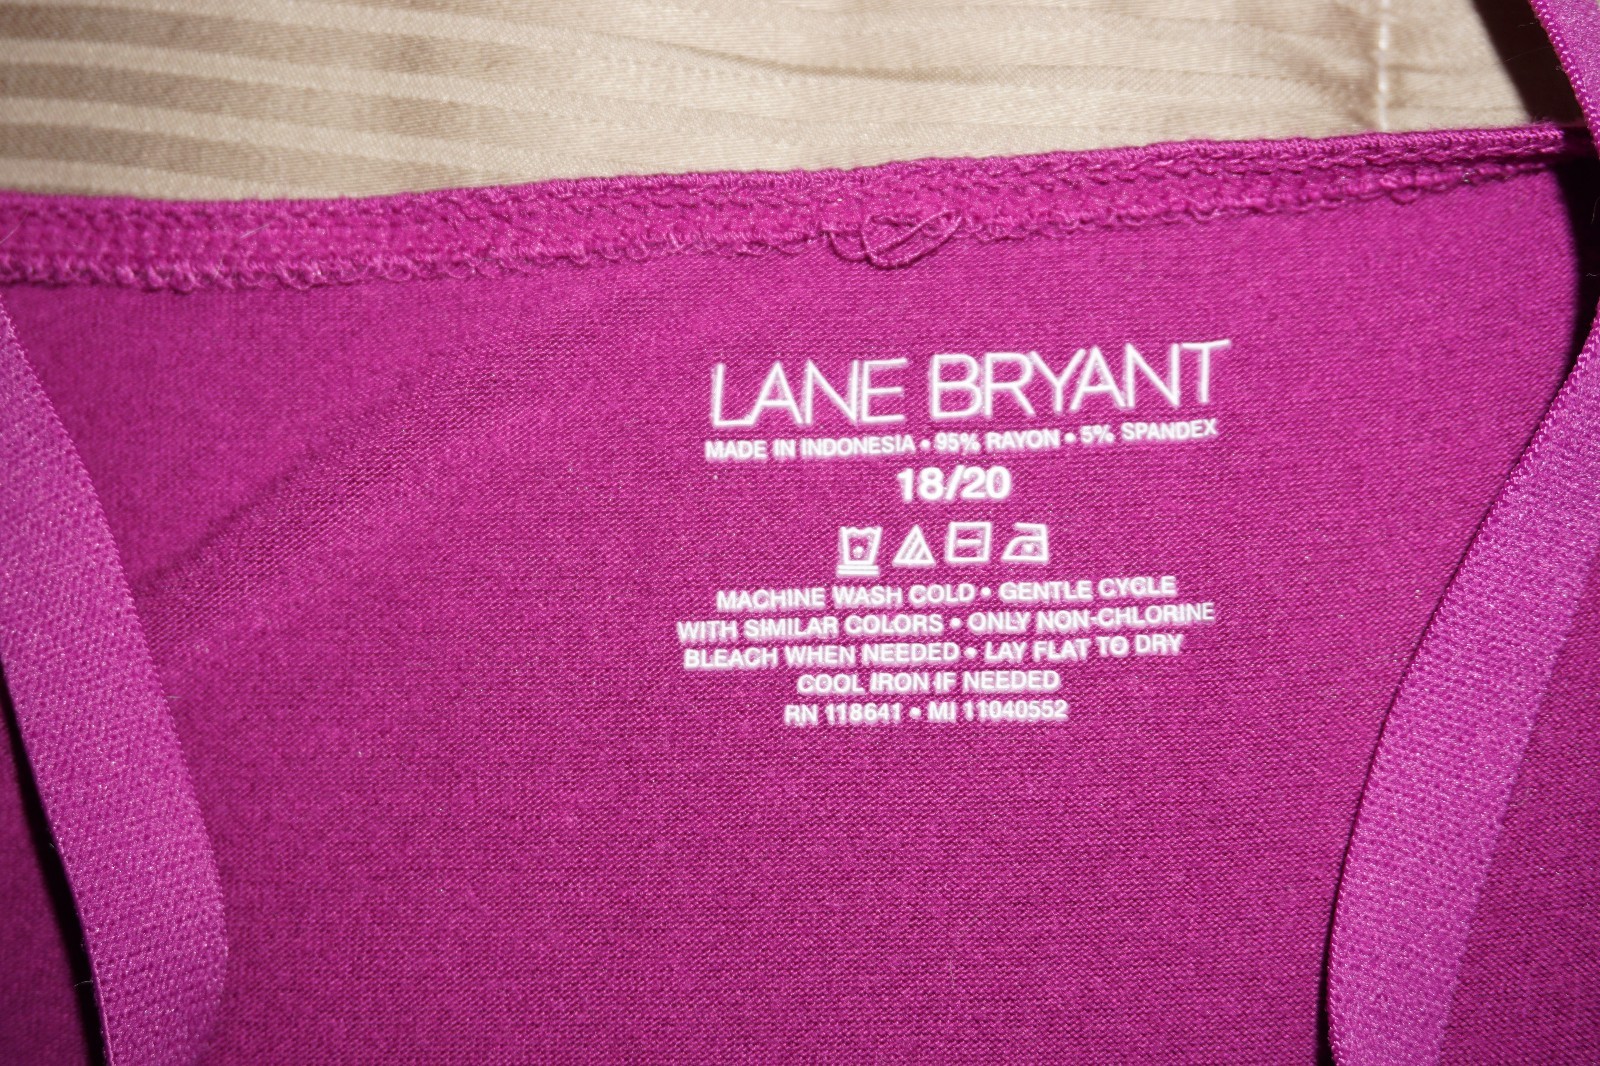 LANE BRYANT
MADE IN INDONESIA • 95% RAYON • 5% SPANDEX
18/20
MACHINE WASH COLD • GENTLE CYCLE
WITH SIMILAR COLORS • ONLY NON-CHLORINE
BLEACH WHEN NEEDED • LAY FLAT TO DRY
COOL IRON IF NEEDED
RN 118641 • MI 11040552